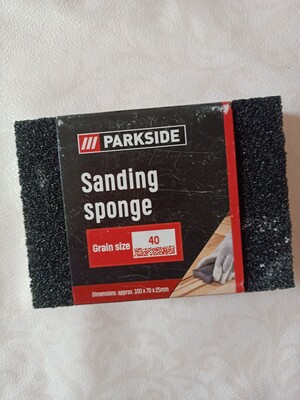 PARKSIDE
Sanding
sponge
Grain size 40
Dimensions: approx. 100 x 70 x 25mm